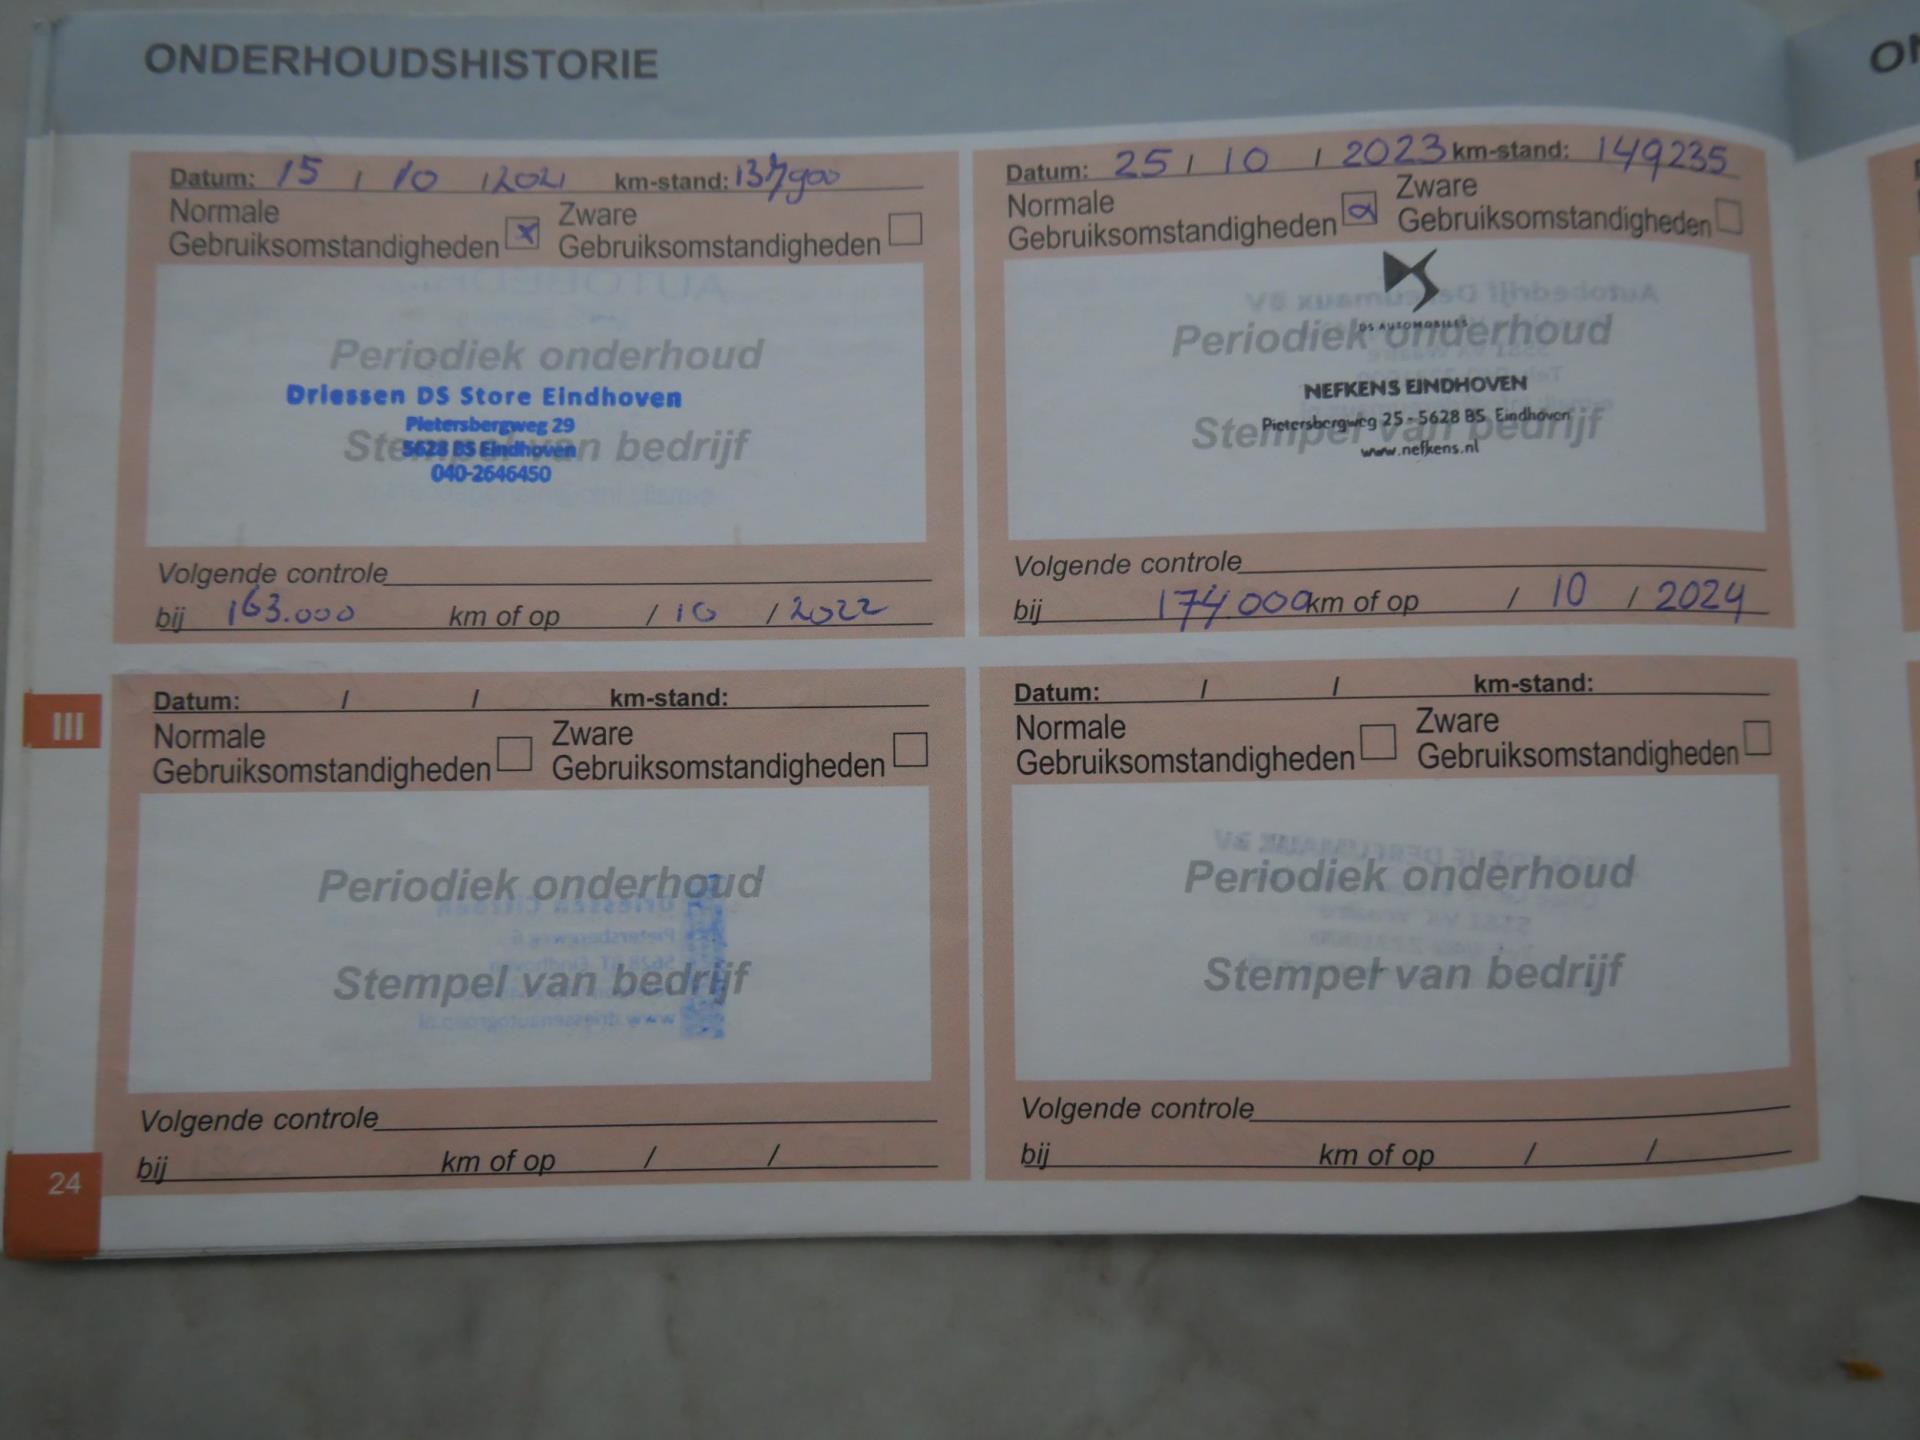 ONDERHOUDSHISTORIE
Datum: 15 / 10 / 2021 km-stand: 137900
Normale Gebruiksomstandigheden x Zware Gebruiksomstandigheden
Periodiek onderhoud
Driessen DS Store Eindhoven
Pietersbergweg 29
Stempel van bedrijf
5628 BS Eindhoven
040-2646450
Volgende controle
bij 163.000 km of op / 10 / 2022
Datum: 25 / 10 / 2023 km-stand: 149235
Normale Gebruiksomstandigheden Zware Gebruiksomstandigheden
DS AUTOMOBILES
Periodiek onderhoud
NEFKENS EINDHOVEN
Pietersbergweg 25 - 5628 BS Eindhoven
Stempel van bedrijf
www.nefkens.nl
Volgende controle
bij 174.000 km of op / 10 / 2024
III
Datum: / / km-stand:
Normale Gebruiksomstandigheden Zware Gebruiksomstandigheden
Periodiek onderhoud
Stempel van bedrijf
Volgende controle
bij km of op / /
Datum: / / km-stand:
Normale Gebruiksomstandigheden Zware Gebruiksomstandigheden
Periodiek onderhoud
Stempel van bedrijf
Volgende controle
bij km of op / /
24